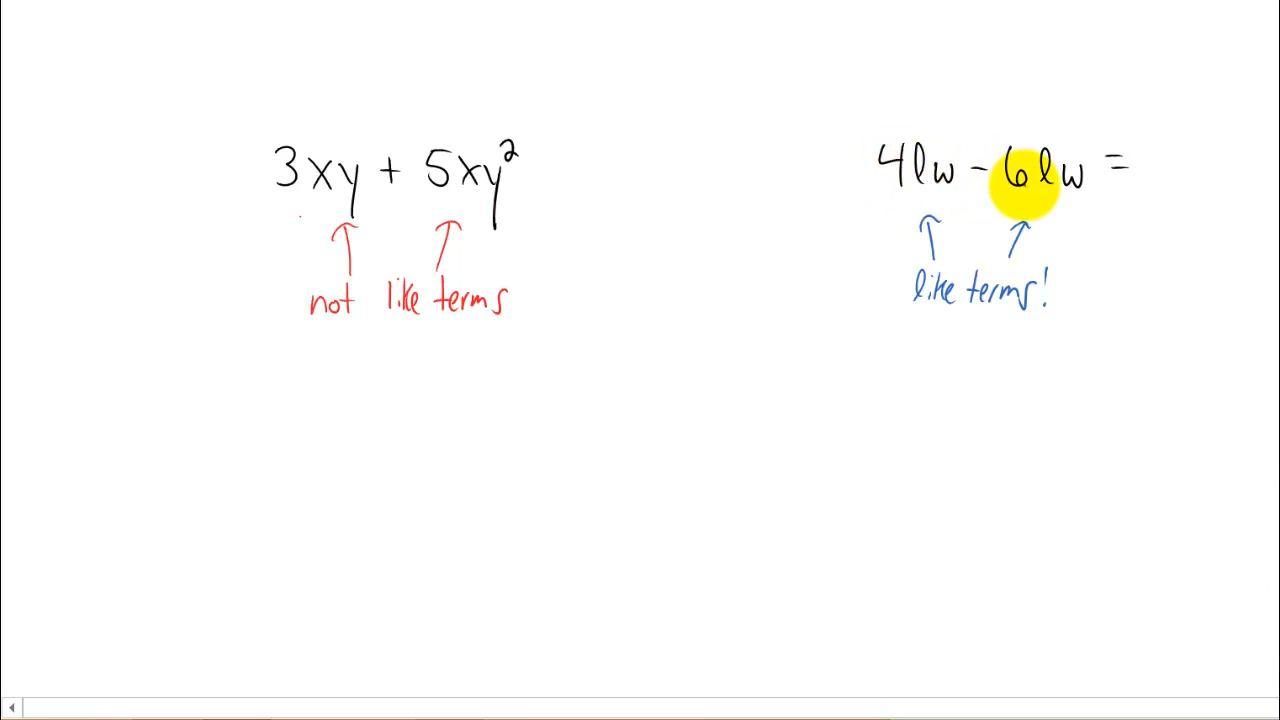 3xy + 5xy²
not like terms
4lw - 6lw =
like terms!